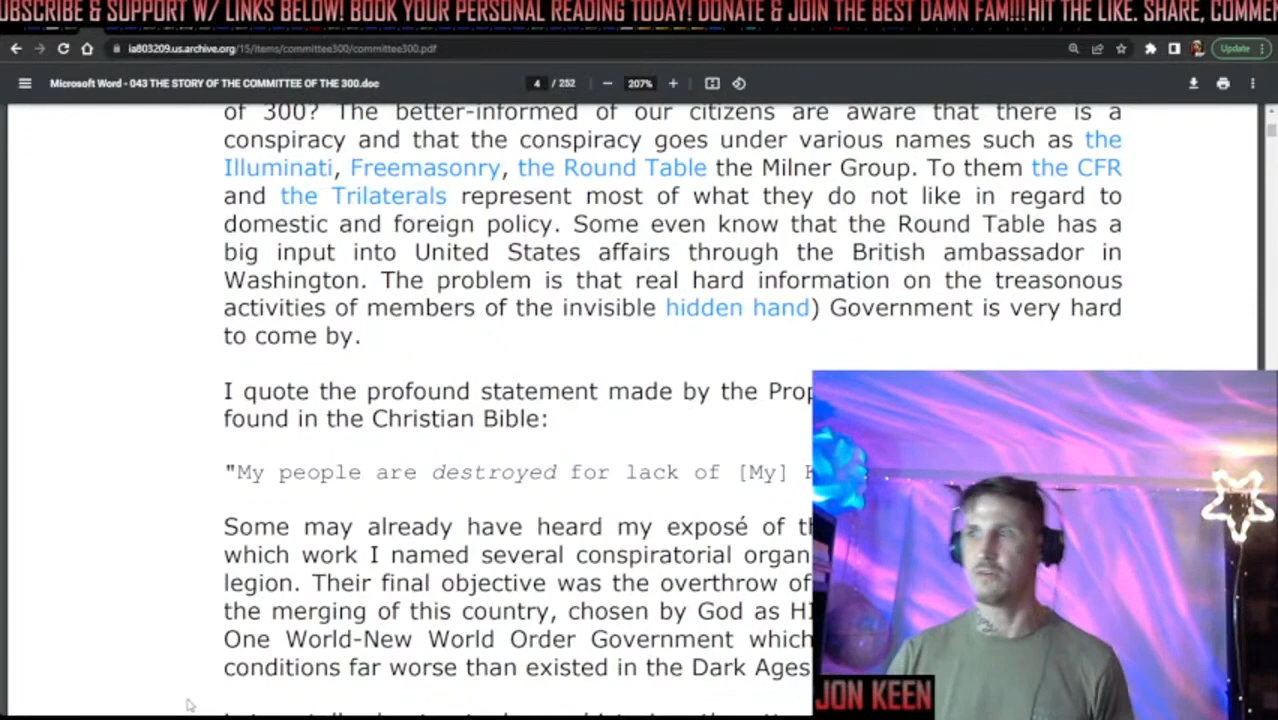 UBSCRIBE & SUPPORT W/ LINKS BELOW! BOOK YOUR PERSONAL READING TODAY! DONATE & JOIN THE BEST DAMN FAM!!!HIT THE LIKE. SHARE, COMME
ia803209.us.archive.org/15/items/committee300/committee300.pdf
Update
Microsoft Word - 043 THE STORY OF THE COMMITTEE OF THE 300.doc
4 / 252
207%
of 300? The better-informed of our citizens are aware that there is a
conspiracy and that the conspiracy goes under various names such as the
Illuminati, Freemasonry, the Round Table the Milner Group. To them the CFR
and the Trilaterals represent most of what they do not like in regard to
domestic and foreign policy. Some even know that the Round Table has a
big input into United States affairs through the British ambassador in
Washington. The problem is that real hard information on the treasonous
activities of members of the invisible hidden hand) Government is very hard
to come by.
I quote the profound statement made by the Prop
found in the Christian Bible:
"My people are destroyed for lack of [My]
Some may already have heard my exposé of th
which work I named several conspiratorial organ
legion. Their final objective was the overthrow of
the merging of this country, chosen by God as HI
One World-New World Order Government which
conditions far worse than existed in the Dark Ages
JON KEEN